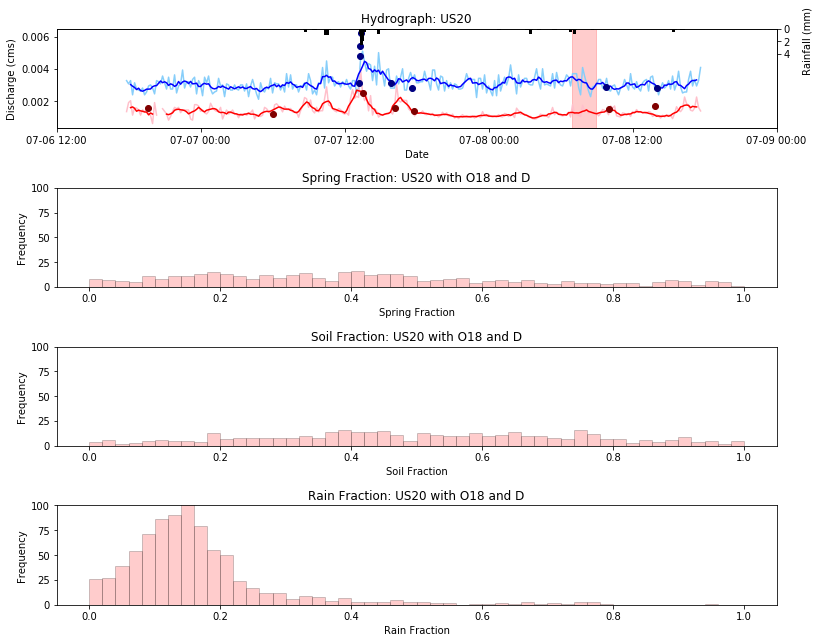 Hydrograph: US20
Discharge (cms)
0.006
0.004
0.002
0
2
4
Rainfall (mm)
07-06 12:00 07-07 00:00 07-07 12:00 07-08 00:00 07-08 12:00 07-09 00:00
Date
Spring Fraction: US20 with O18 and D
Frequency
100
75
50
25
0
0.0 0.2 0.4 0.6 0.8 1.0
Spring Fraction
Soil Fraction: US20 with O18 and D
Frequency
100
75
50
25
0
0.0 0.2 0.4 0.6 0.8 1.0
Soil Fraction
Rain Fraction: US20 with O18 and D
Frequency
100
75
50
25
0
0.0 0.2 0.4 0.6 0.8 1.0
Rain Fraction